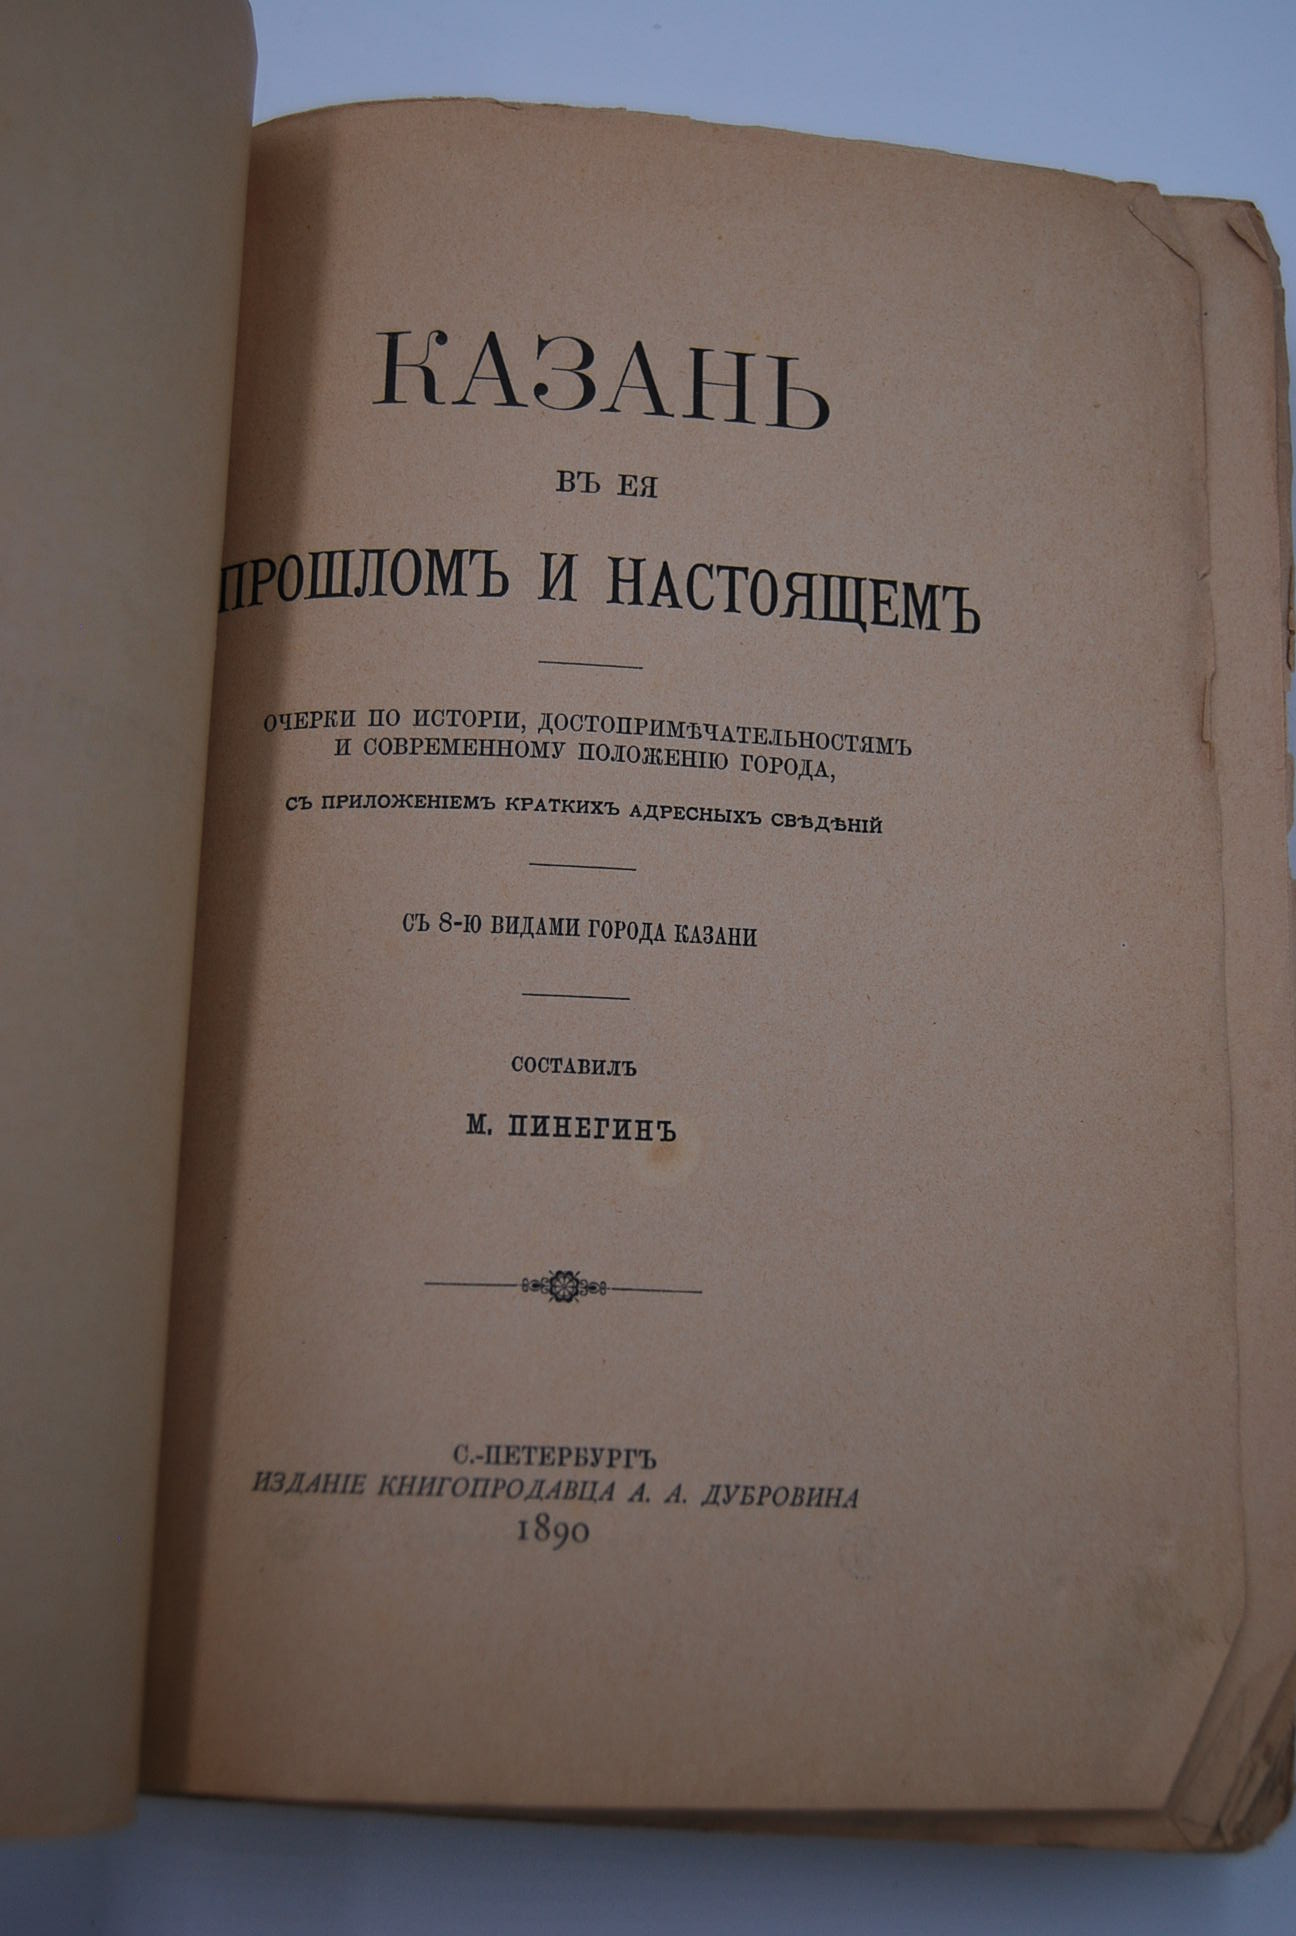 КАЗАНЬ
ВЪ ЕЯ
ПРОШЛОМЪ И НАСТОЯЩЕМЪ
ОЧЕРКИ ПО ИСТОРІИ, ДОСТОПРИМѢЧАТЕЛЬНОСТЯМЪ
И СОВРЕМЕННОМУ ПОЛОЖЕНІЮ ГОРОДА,
СЪ ПРИЛОЖЕНІЕМЪ КРАТКИХЪ АДРЕСНЫХЪ СВѢДѢНІЙ
СЪ 8-Ю ВИДАМИ ГОРОДА КАЗАНИ
СОСТАВИЛЪ
М. ПИНЕГИНЪ
С.-ПЕТЕРБУРГЪ
ИЗДАНІЕ КНИГОПРОДАВЦА А. А. ДУБРОВИНА
1890